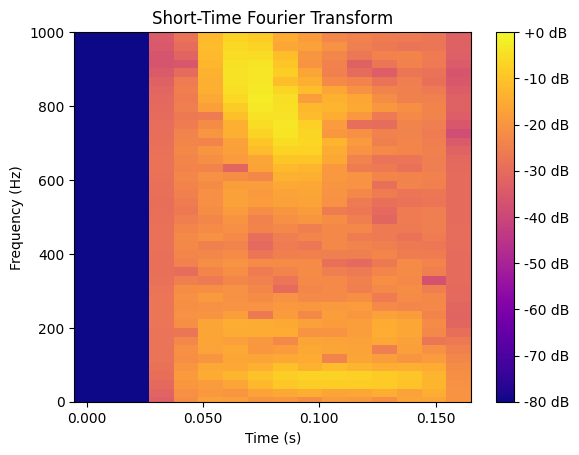 Short-Time Fourier Transform
1000
800
600
400
200
0
Frequency (Hz)
0.000
0.050
0.100
0.150
Time (s)
+0 dB
-10 dB
-20 dB
-30 dB
-40 dB
-50 dB
-60 dB
-70 dB
-80 dB